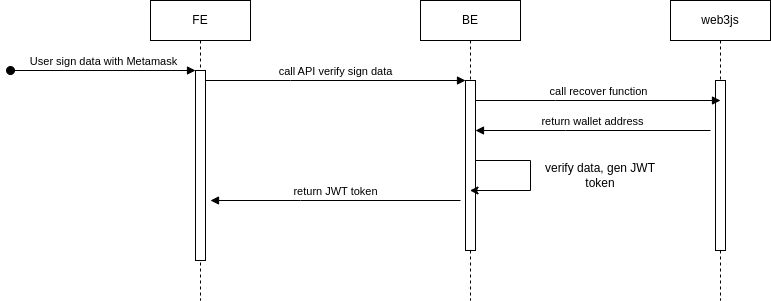 FE
BE
web3js
User sign data with Metamask
call API verify sign data
call recover function
return wallet address
verify data, gen JWT
token
return JWT token